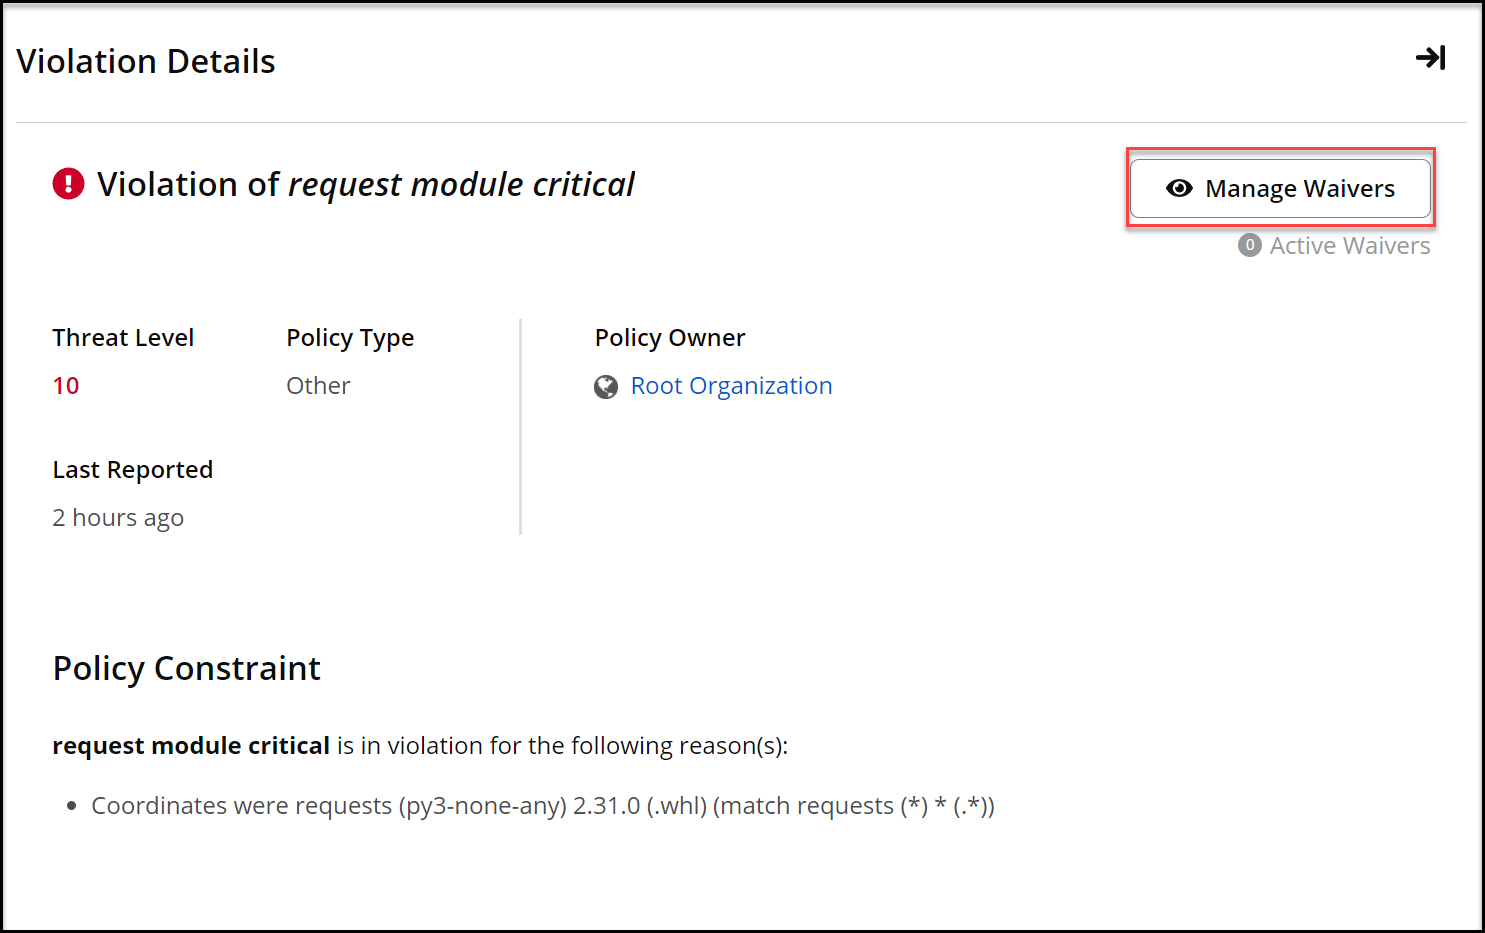 Violation Details
Violation of request module critical
Manage Waivers
0 Active Waivers
Threat Level
10
Policy Type
Other
Policy Owner
Root Organization
Last Reported
2 hours ago
Policy Constraint
request module critical is in violation for the following reason(s):
Coordinates were requests (py3-none-any) 2.31.0 (.whl) (match requests (*) * (.*))